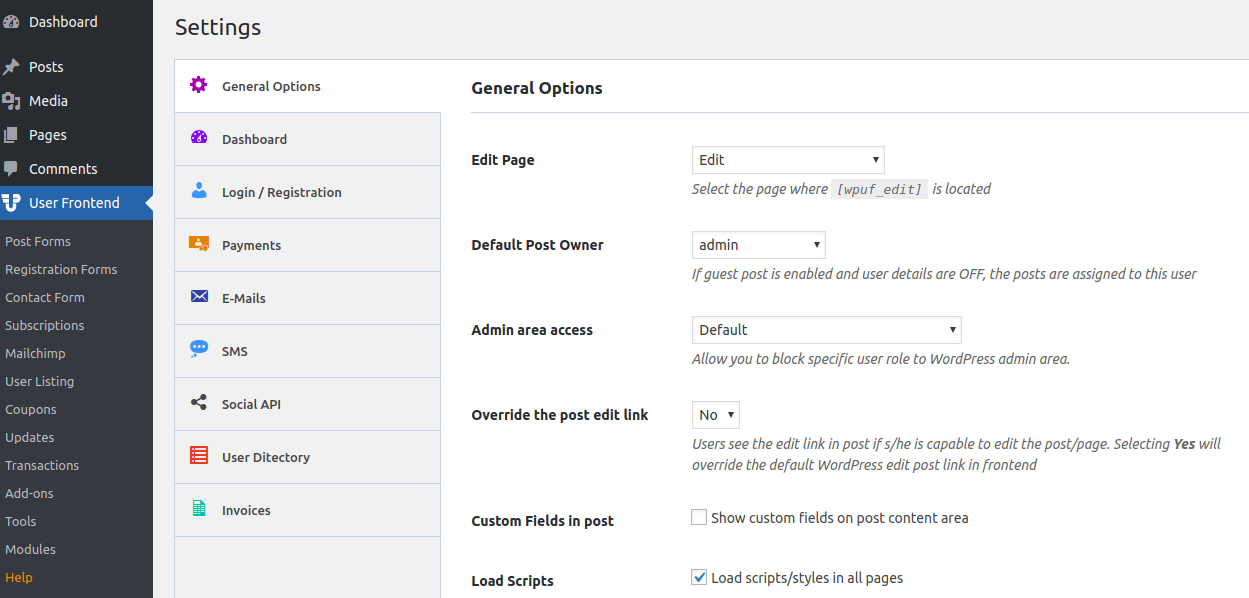 Dashboard
Posts
Media
Pages
Comments
User Frontend
Post Forms
Registration Forms
Contact Form
Subscriptions
Mailchimp
User Listing
Coupons
Updates
Transactions
Add-ons
Tools
Modules
Help
Settings
General Options
Dashboard
Login / Registration
Payments
E-Mails
SMS
Social API
User Ditectory
Invoices
General Options
Edit Page
Edit
Select the page where [wpuf_edit] is located
Default Post Owner
admin
If guest post is enabled and user details are OFF, the posts are assigned to this user
Admin area access
Default
Allow you to block specific user role to WordPress admin area.
Override the post edit link
No
Users see the edit link in post if s/he is capable to edit the post/page. Selecting Yes will
override the default WordPress edit post link in frontend
Custom Fields in post
Show custom fields on post content area
Load Scripts
Load scripts/styles in all pages